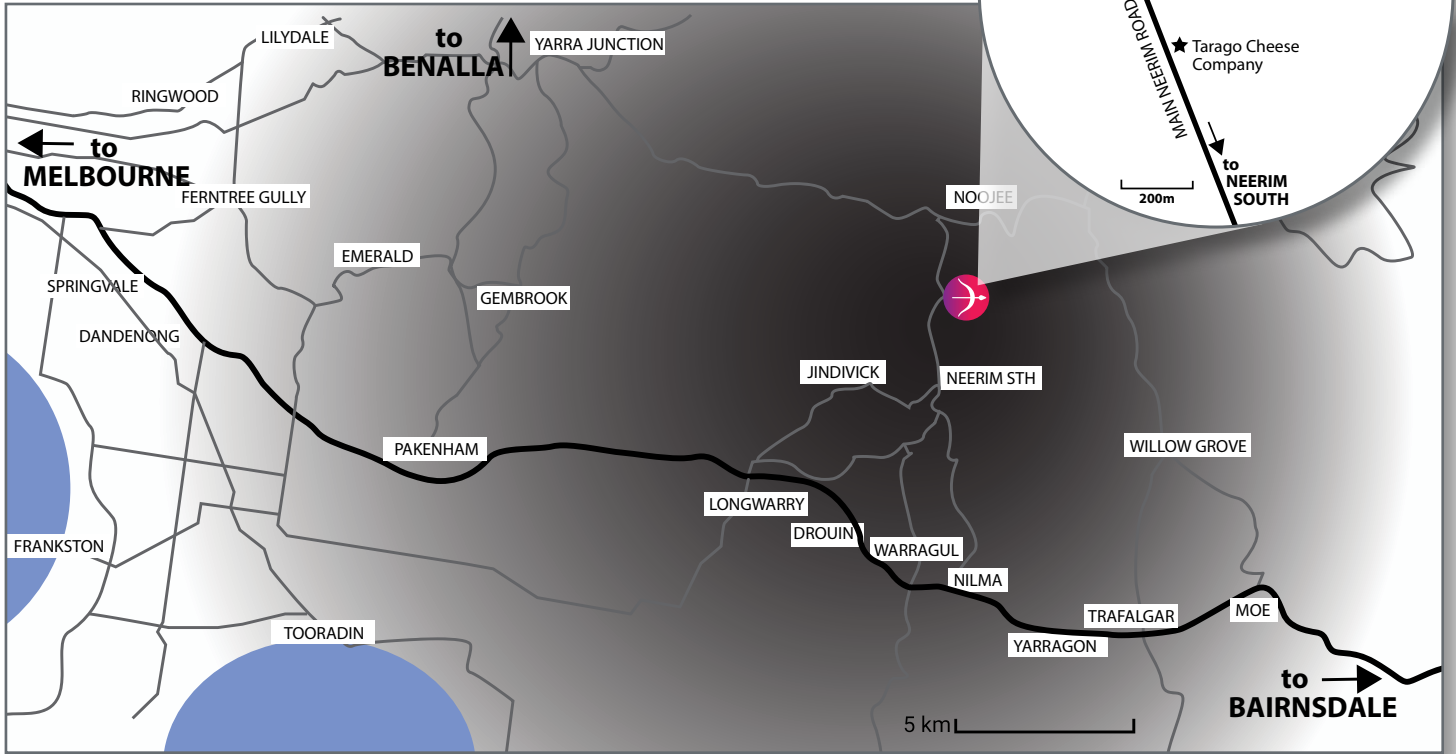 LILYDALE
to
BENALLA
YARRA JUNCTION
RINGWOOD
to
MELBOURNE
FERNTREE GULLY
EMERALD
SPRINGVALE
GEMBROOK
DANDENONG
NOOJEE
MAIN NEERIM ROAD
Tarago Cheese
Company
to
NEERIM
SOUTH
200m
JINDIVICK
NEERIM STH
PAKENHAM
WILLOW GROVE
LONGWARRY
DROUIN
WARRAGUL
FRANKSTON
NILMA
TRAFALGAR
MOE
TOORADIN
YARRAGON
to
BAIRNSDALE
5 km